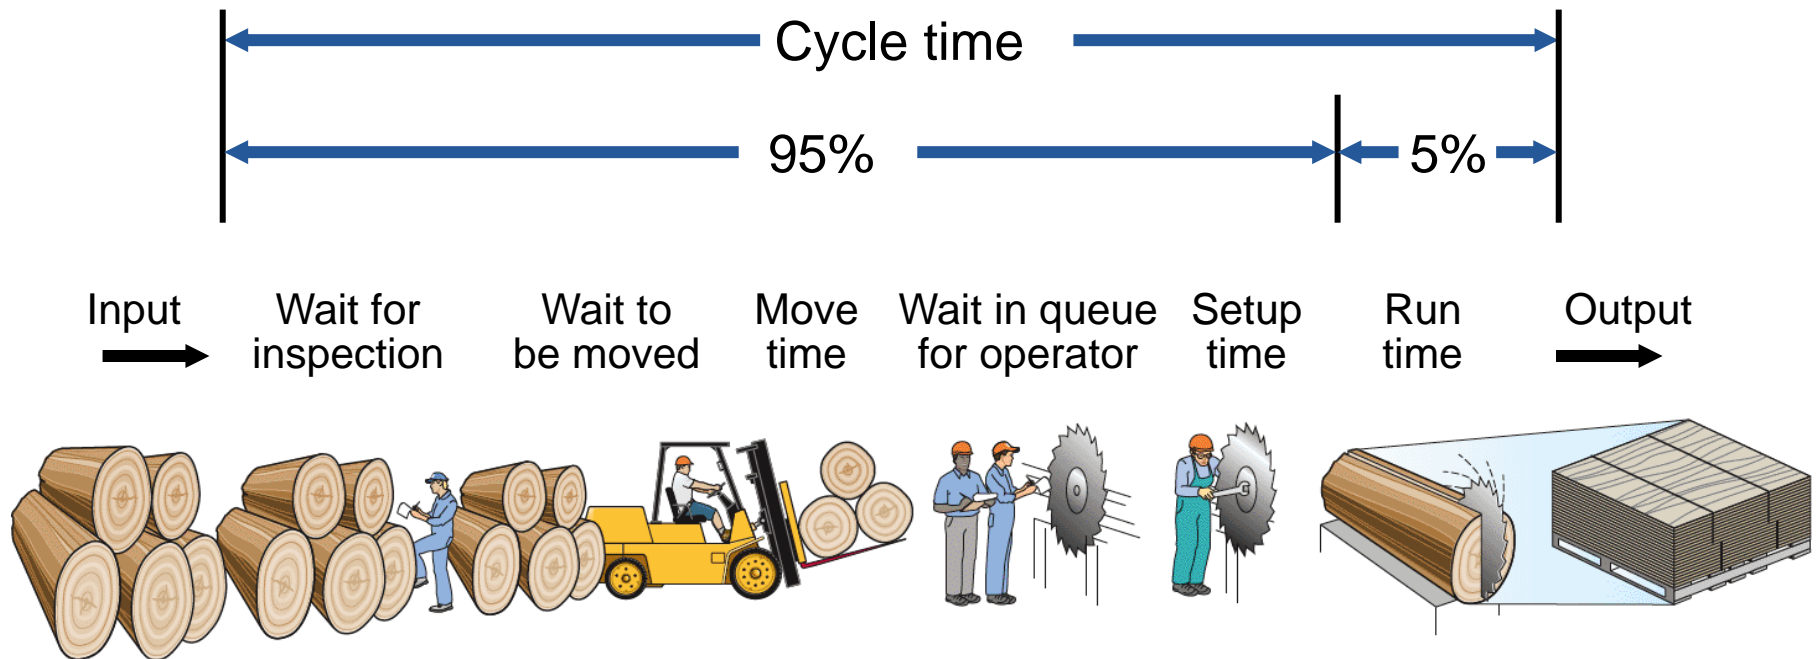 Cycle time
95%
5%
Input
Wait for
inspection
Wait to
be moved
Move
time
Wait in queue
for operator
Setup
time
Run
time
Output